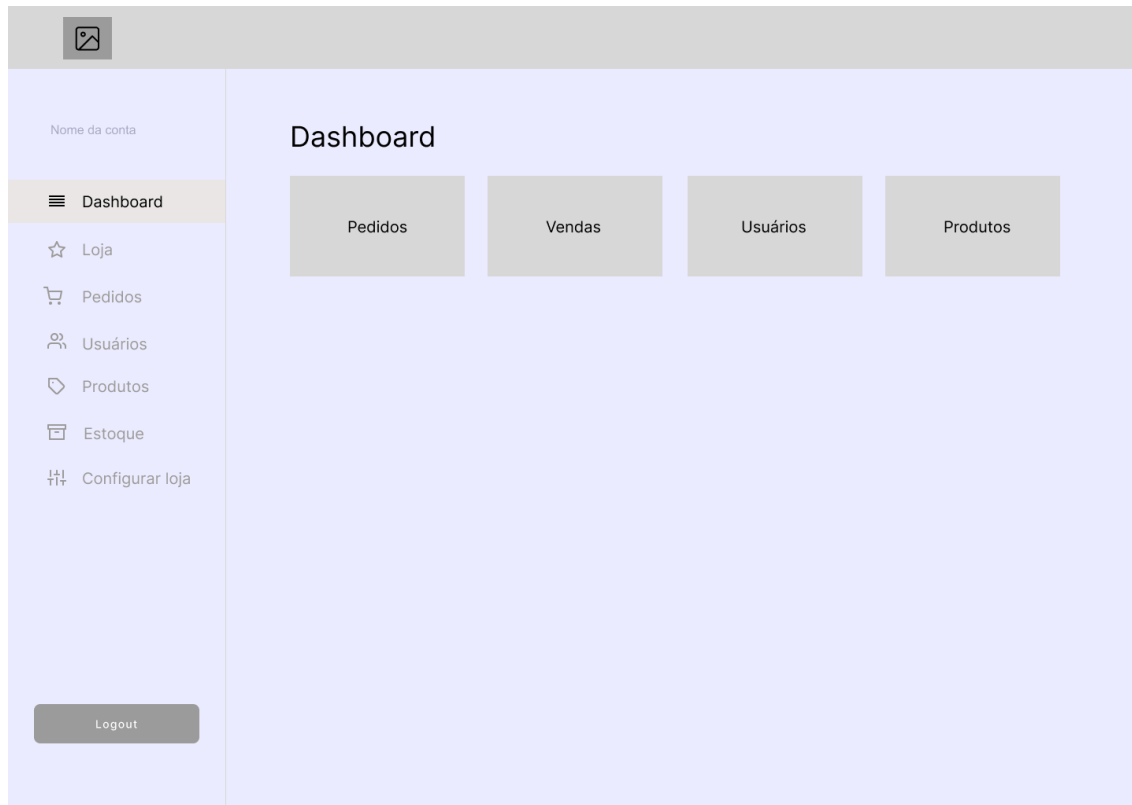 Nome da conta
Dashboard
Loja
Pedidos
Usuários
Produtos
Estoque
Configurar loja
Logout
Dashboard
Pedidos
Vendas
Usuários
Produtos